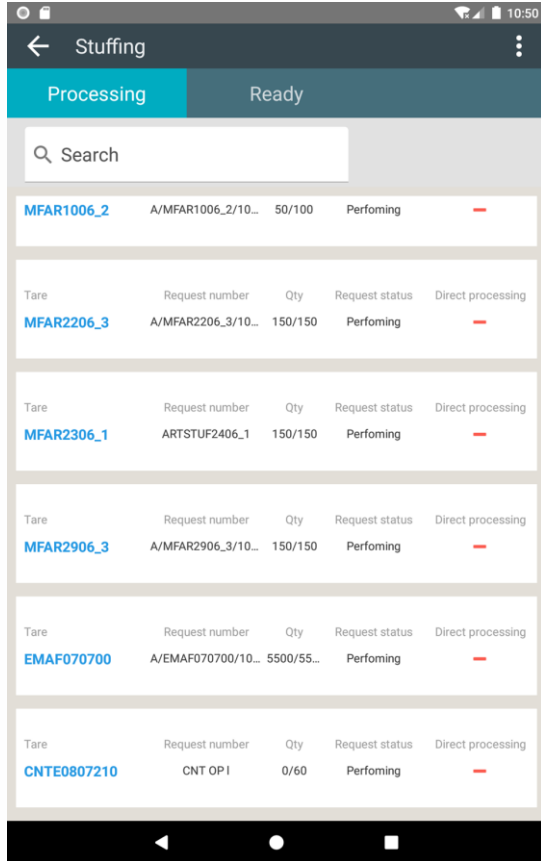 10:50
Stuffing
Processing Ready
Search
MFAR1006_2 A/MFAR1006_2/10... 50/100 Perfoming
Tare Request number Qty Request status Direct processing
MFAR2206_3 A/MFAR2206_3/10... 150/150 Perfoming
Tare Request number Qty Request status Direct processing
MFAR2306_1 ARTSTUF2406_1 150/150 Perfoming
Tare Request number Qty Request status Direct processing
MFAR2906_3 A/MFAR2906_3/10... 150/150 Perfoming
Tare Request number Qty Request status Direct processing
EMAF070700 A/EMAF070700/10... 5500/55... Perfoming
Tare Request number Qty Request status Direct processing
CNTE0807210 CNT OP l 0/60 Perfoming